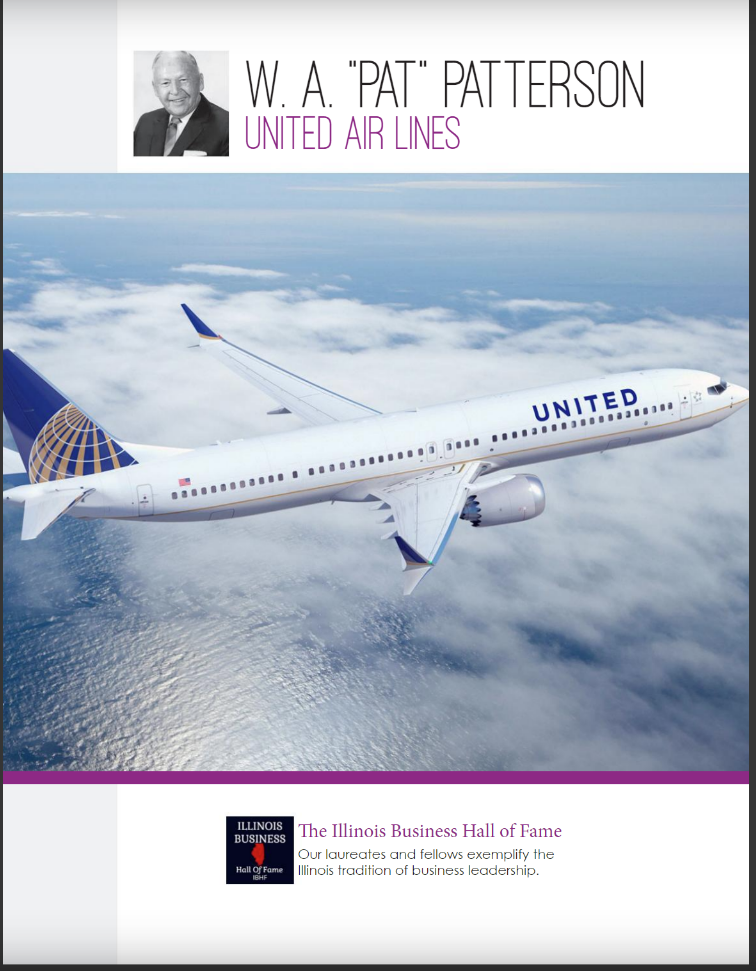 W. A. "PAT" PATTERSON
UNITED AIR LINES
UNITED
ILLINOIS
BUSINESS
Hall Of Fame
IBHF
The Illinois Business Hall of Fame
Our laureates and fellows exemplify the
Illinois tradition of business leadership.